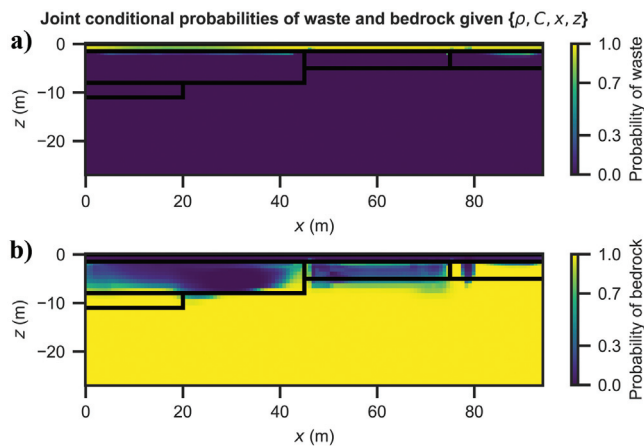 Joint conditional probabilities of waste and bedrock given {ρ, C, x, z}
a)
0
−10
−20
z (m)
0 20 40 60 80
x (m)
1.0
0.7
0.3
0.0
Probability of waste
b)
0
−10
−20
z (m)
0 20 40 60 80
x (m)
1.0
0.7
0.3
0.0
Probability of bedrock